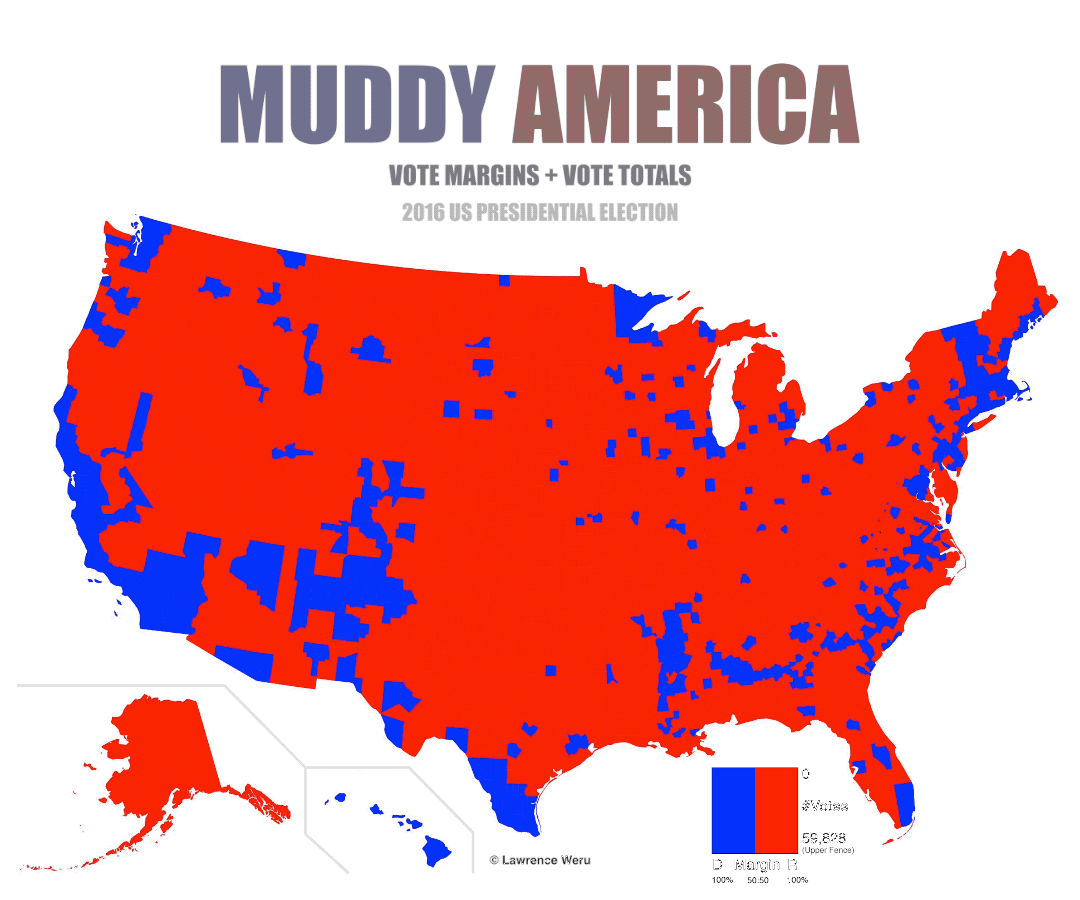 MUDDY AMERICA
VOTE MARGINS + VOTE TOTALS
2016 US PRESIDENTIAL ELECTION
0
#Votes
59,828
(Upper Fence)
D Margin R
100% 50:50 100%
© Lawrence Weru